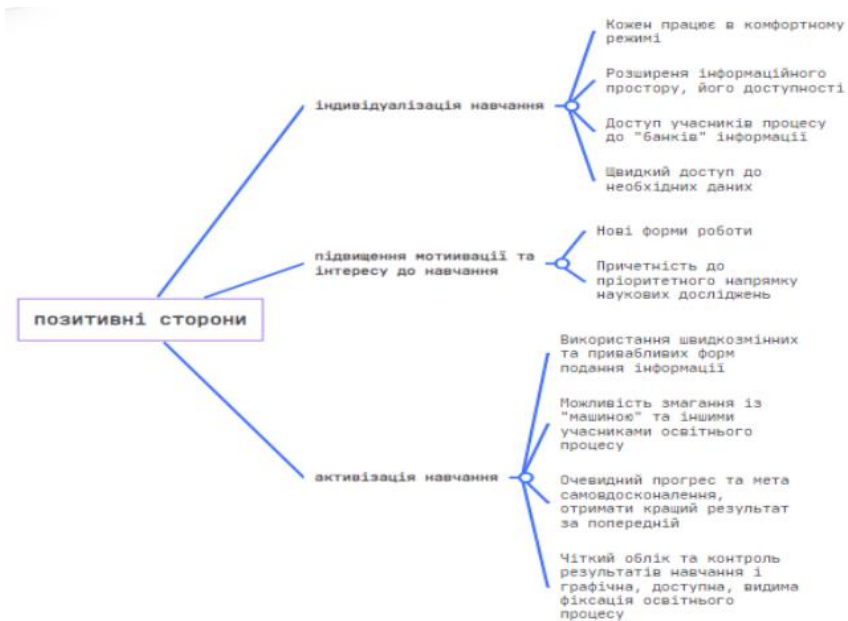 Кожен працює в комфортному
режимі
Розширеня інформаційного
простору, його доступності
індивідуалізація навчання
Доступ учасників процесу
до "банків" інформації
Щвидкий доступ до
необхідних даних
Нові форми роботи
підвищення мотиивації та
інтересу до навчання
Причетність до
пріоритетного напрямку
наукових досліджень
позитивні сторони
Використання швидкозмінних
та привабливих форм
подання інформації
Можливість змагання із
"машиною" та іншими
учасниками освітнього
процесу
активізація навчання
Очевидний прогрес та мета
самовдосконалення,
отримати кращий результат
за попередній
Чіткий облік та контроль
результатів навчання і
графічна, доступна, видима
фіксація освітнього
процесу